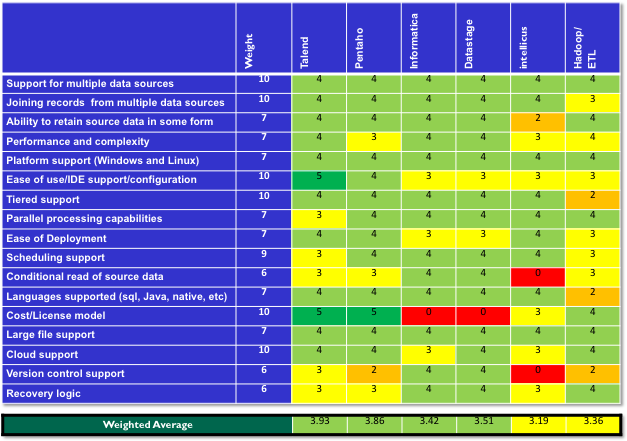 Weight Talend Pentaho Informatica Datastage intellicus Hadoop/ ETL
Support for multiple data sources 10 4 4 4 4 4 4
Joining records from multiple data sources 10 4 4 4 4 4 3
Ability to retain source data in some form 7 4 4 4 4 2 4
Performance and complexity 7 4 3 4 4 3 4
Platform support (Windows and Linux) 7 4 4 4 4 4 4
Ease of use/IDE support/configuration 10 5 4 3 3 3 3
Tiered support 10 4 4 4 4 4 2
Parallel processing capabilities 7 3 4 4 4 4 4
Ease of Deployment 7 4 4 3 3 4 3
Scheduling support 9 3 4 4 4 4 3
Conditional read of source data 6 3 3 4 4 0 3
Languages supported (sql, Java, native, etc) 7 4 4 4 4 4 2
Cost/License model 10 5 5 0 0 3 4
Large file support 7 4 4 4 4 4 4
Cloud support 10 4 4 3 4 3 4
Version control support 6 3 2 4 4 0 2
Recovery logic 6 3 3 4 4 3 4
Weighted Average 3.93 3.86 3.42 3.51 3.19 3.36